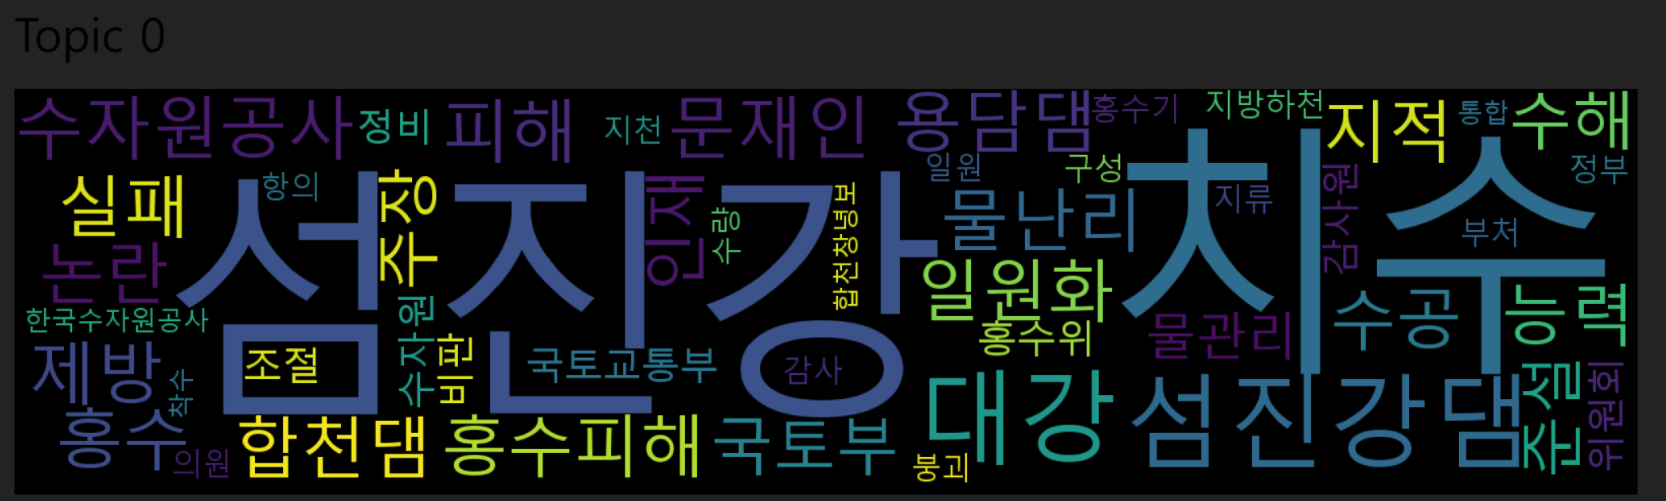 Topic 0
수자원공사
정비
피해
지천
문재인
용담댐
홍수기
지방하천
지적
통합
수해
실패
항의
주장
섬진강
인재
수량
합천창녕보
일원
구성
치수
물난리
지류
감사원
부처
정부
논란
한국수자원공사
수자원
비판
일원화
홍수위
물관리
수공
능력
제방
착수
조절
국토교통부
감사
대강
섬진강댐
준설
위원회
홍수
의원
합천댐
홍수피해
국토부
붕괴